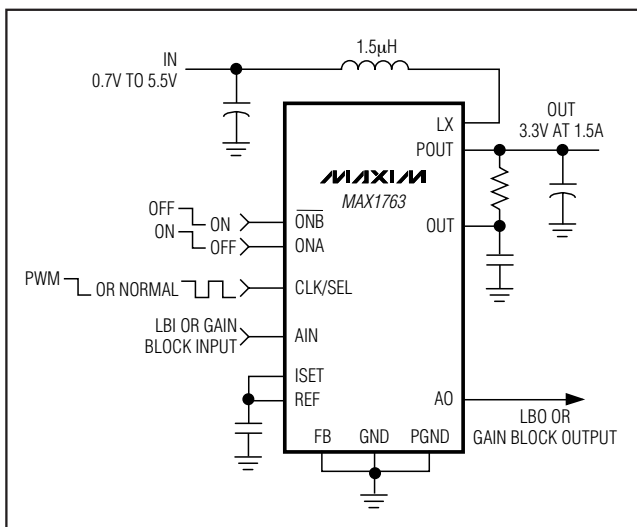 1.5µH
IN
0.7V TO 5.5V
OUT
3.3V AT 1.5A
LX
POUT
MAXIM
MAX1763
OFF
ON
ONB
OUT
ON
OFF
ONA
PWM
OR NORMAL
CLK/SEL
LBI OR GAIN
BLOCK INPUT
AIN
ISET
REF
AO
LBO OR
GAIN BLOCK OUTPUT
FB
GND
PGND